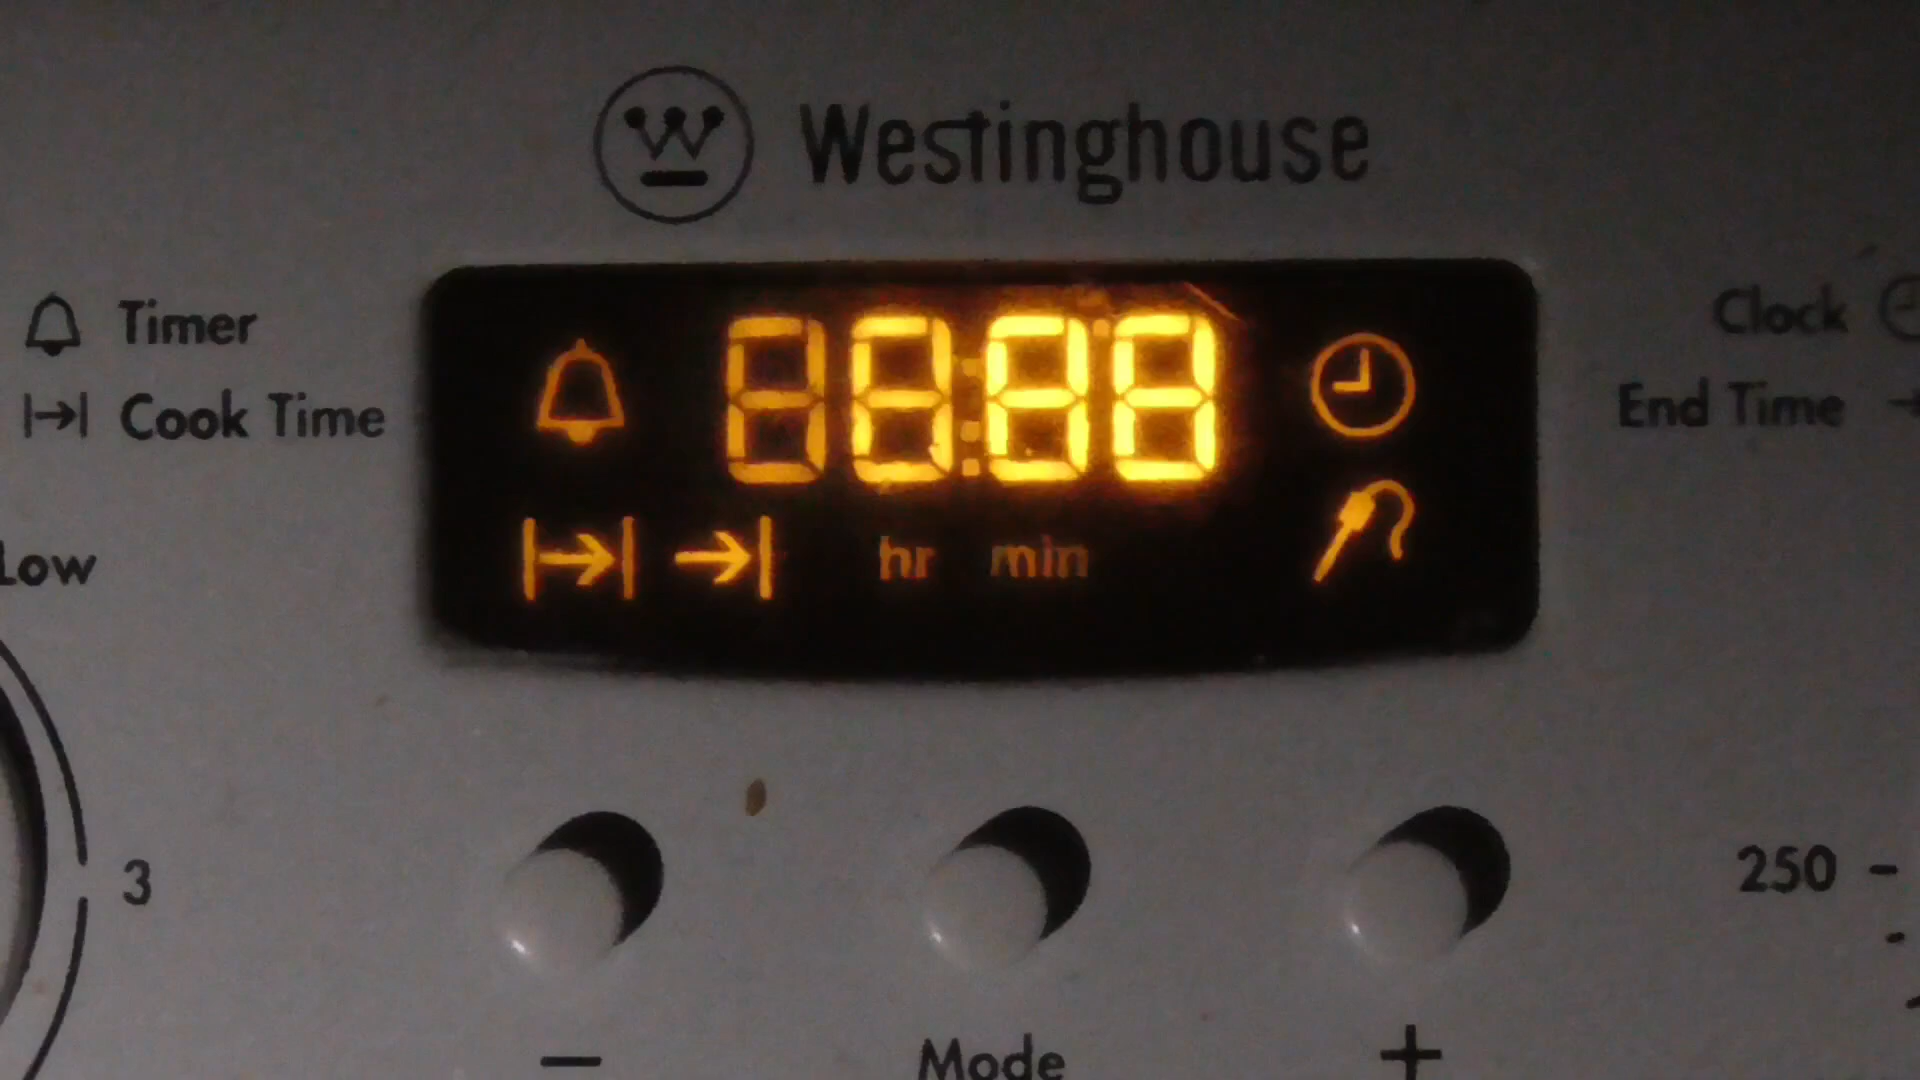 Westinghouse
Timer
Cook Time
88:88
hr min
Clock
End Time
Low
3
250
Mode